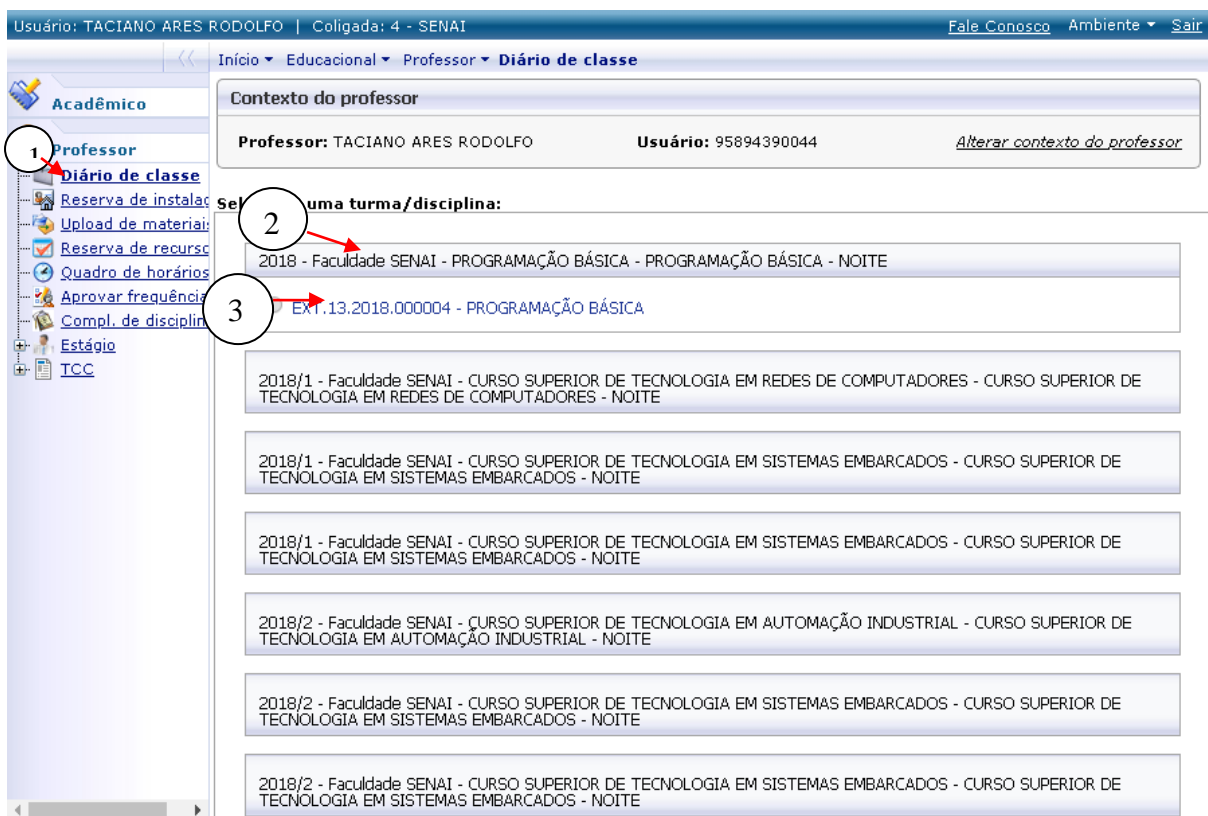 Usuário: TACIANO ARES RODOLFO | Coligada: 4 - SENAI
Fale Conosco Ambiente Sair
Início Educacional Professor Diário de classe
Acadêmico
Contexto do professor
Professor: TACIANO ARES RODOLFO Usuário: 95894390044 Alterar contexto do professor
1
Professor
Diário de classe
Reserva de instalaç
Upload de materiai
Reserva de recurso
Quadro de horários
Aprovar frequência
Compl. de disciplin
Estágio
TCC
uma turma/disciplina:
2
2018 - Faculdade SENAI - PROGRAMAÇÃO BÁSICA - PROGRAMAÇÃO BÁSICA - NOITE
3
EXT.13.2018.000004 - PROGRAMAÇÃO BÁSICA
2018/1 - Faculdade SENAI - CURSO SUPERIOR DE TECNOLOGIA EM REDES DE COMPUTADORES - CURSO SUPERIOR DE
TECNOLOGIA EM REDES DE COMPUTADORES - NOITE
2018/1 - Faculdade SENAI - CURSO SUPERIOR DE TECNOLOGIA EM SISTEMAS EMBARCADOS - CURSO SUPERIOR DE
TECNOLOGIA EM SISTEMAS EMBARCADOS - NOITE
2018/1 - Faculdade SENAI - CURSO SUPERIOR DE TECNOLOGIA EM SISTEMAS EMBARCADOS - CURSO SUPERIOR DE
TECNOLOGIA EM SISTEMAS EMBARCADOS - NOITE
2018/2 - Faculdade SENAI - CURSO SUPERIOR DE TECNOLOGIA EM AUTOMAÇÃO INDUSTRIAL - CURSO SUPERIOR DE
TECNOLOGIA EM AUTOMAÇÃO INDUSTRIAL - NOITE
2018/2 - Faculdade SENAI - CURSO SUPERIOR DE TECNOLOGIA EM SISTEMAS EMBARCADOS - CURSO SUPERIOR DE
TECNOLOGIA EM SISTEMAS EMBARCADOS - NOITE
2018/2 - Faculdade SENAI - CURSO SUPERIOR DE TECNOLOGIA EM SISTEMAS EMBARCADOS - CURSO SUPERIOR DE
TECNOLOGIA EM SISTEMAS EMBARCADOS - NOITE